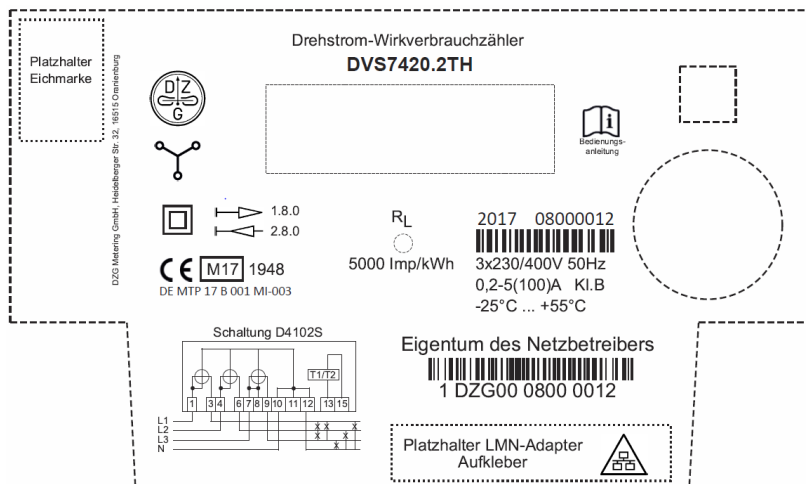 Platzhalter
Eichmarke
DZG Metering GmbH, Heidelberger Str. 32, 16515 Oranienburg
D Z
G
Drehstrom-Wirkverbrauchzähler
DVS7420.2TH
i
Bedienungs-
anleitung
1.8.0
2.8.0
RL
5000 Imp/kWh
2017 08000012
3x230/400V 50Hz
0,2-5(100)A Kl.B
-25°C ... +55°C
CE M17 1948
DE MTP 17 B 001 MI-003
Schaltung D4102S
T1/T2
1 3 4 6 7 8 9 10 11 12 13 15
L1
L2
L3
N
Eigentum des Netzbetreibers
1 DZG00 0800 0012
Platzhalter LMN-Adapter
Aufkleber